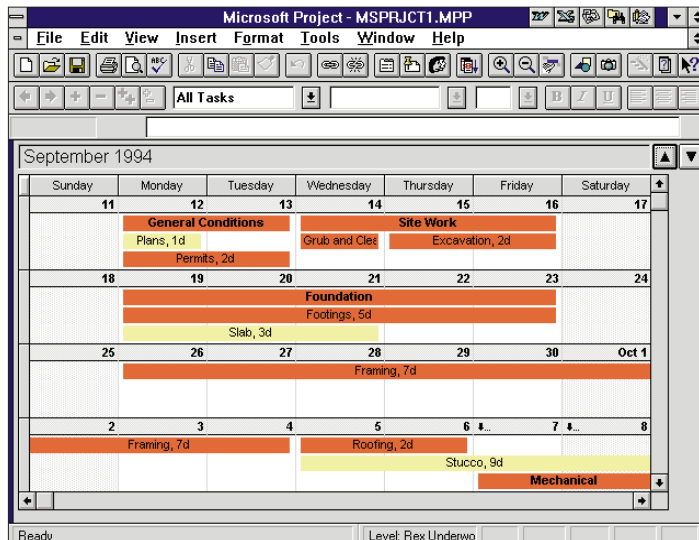 Microsoft Project - MSPRJCT1.MPP
File Edit View Insert Format Tools Window Help
All Tasks
B I U
September 1994
Sunday Monday Tuesday Wednesday Thursday Friday Saturday
11 12 13 14 15 16 17
General Conditions Site Work
Plans, 1d Grub and Clea Excavation, 2d
Permits, 2d
18 19 20 21 22 23 24
Foundation
Footings, 5d
Slab, 3d
25 26 27 28 29 30 Oct 1
Framing, 7d
2 3 4 5 6 7 8
Framing, 7d Roofing, 2d
Stucco, 9d
Mechanical
Ready Level: Rex Underwo